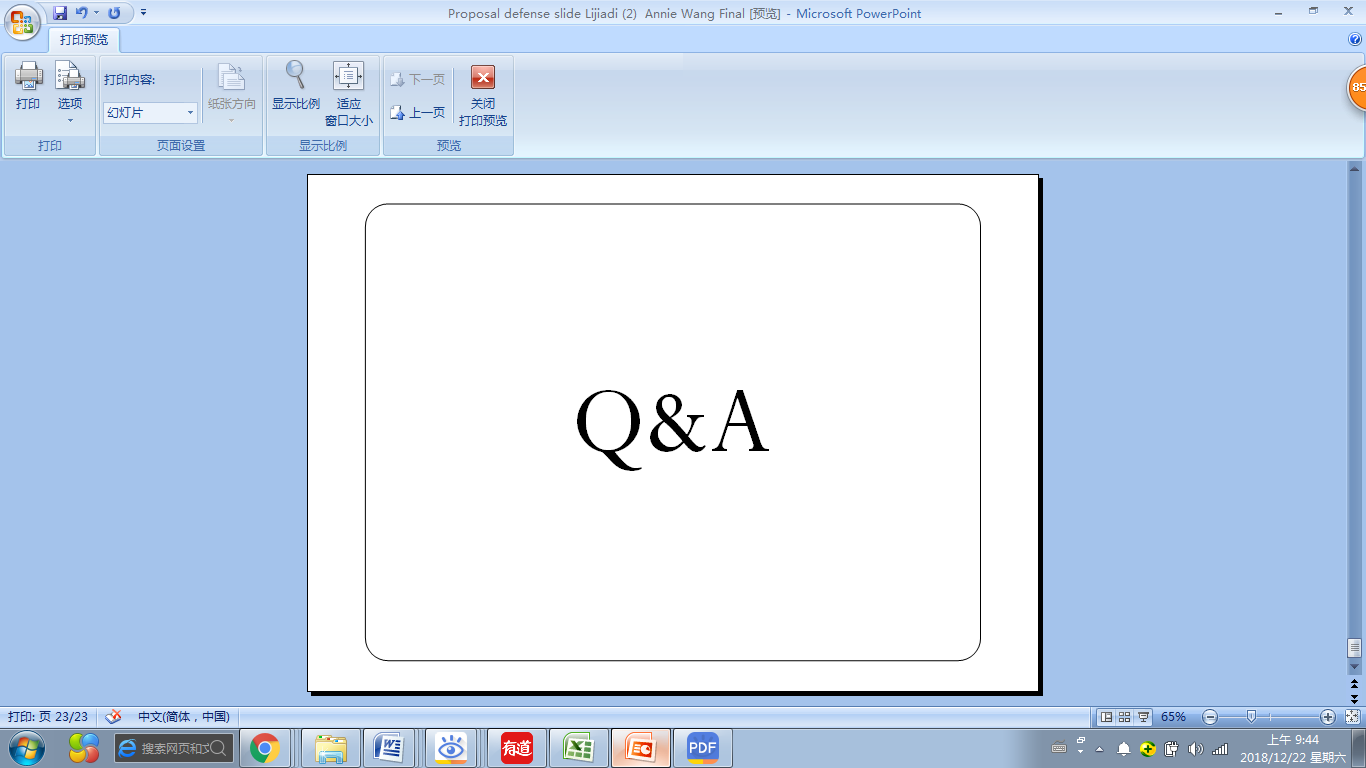 Proposal defense slide Lijiadi (2)  Annie Wang Final [预览] - Microsoft PowerPoint
打印预览
打印
选项
打印
打印内容:
幻灯片
纸张方向
页面设置
显示比例
适应
窗口大小
显示比例
下一页
上一页
关闭
打印预览
预览
85
Q&A
打印: 页 23/23
中文(简体，中国)
65%
搜索网页和文
有道
PDF
上午 9:44
2018/12/22 星期六